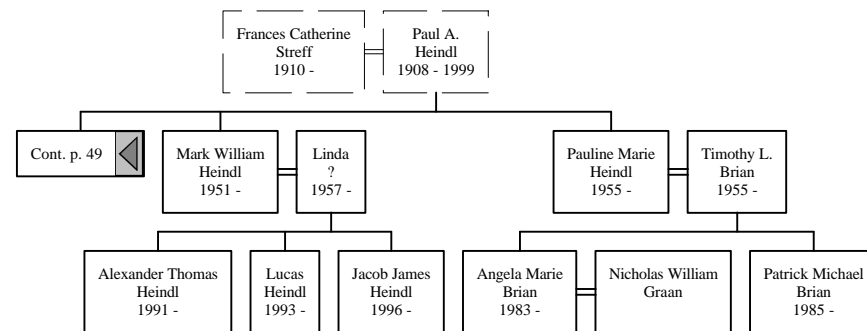 Frances Catherine
Streff
1910 -
Paul A.
Heindl
1908 - 1999
Cont. p. 49
Mark William
Heindl
1951 -
Linda
?
1957 -
Pauline Marie
Heindl
1955 -
Timothy L.
Brian
1955 -
Alexander Thomas
Heindl
1991 -
Lucas
Heindl
1993 -
Jacob James
Heindl
1996 -
Angela Marie
Brian
1983 -
Nicholas William
Graan
Patrick Michael
Brian
1985 -